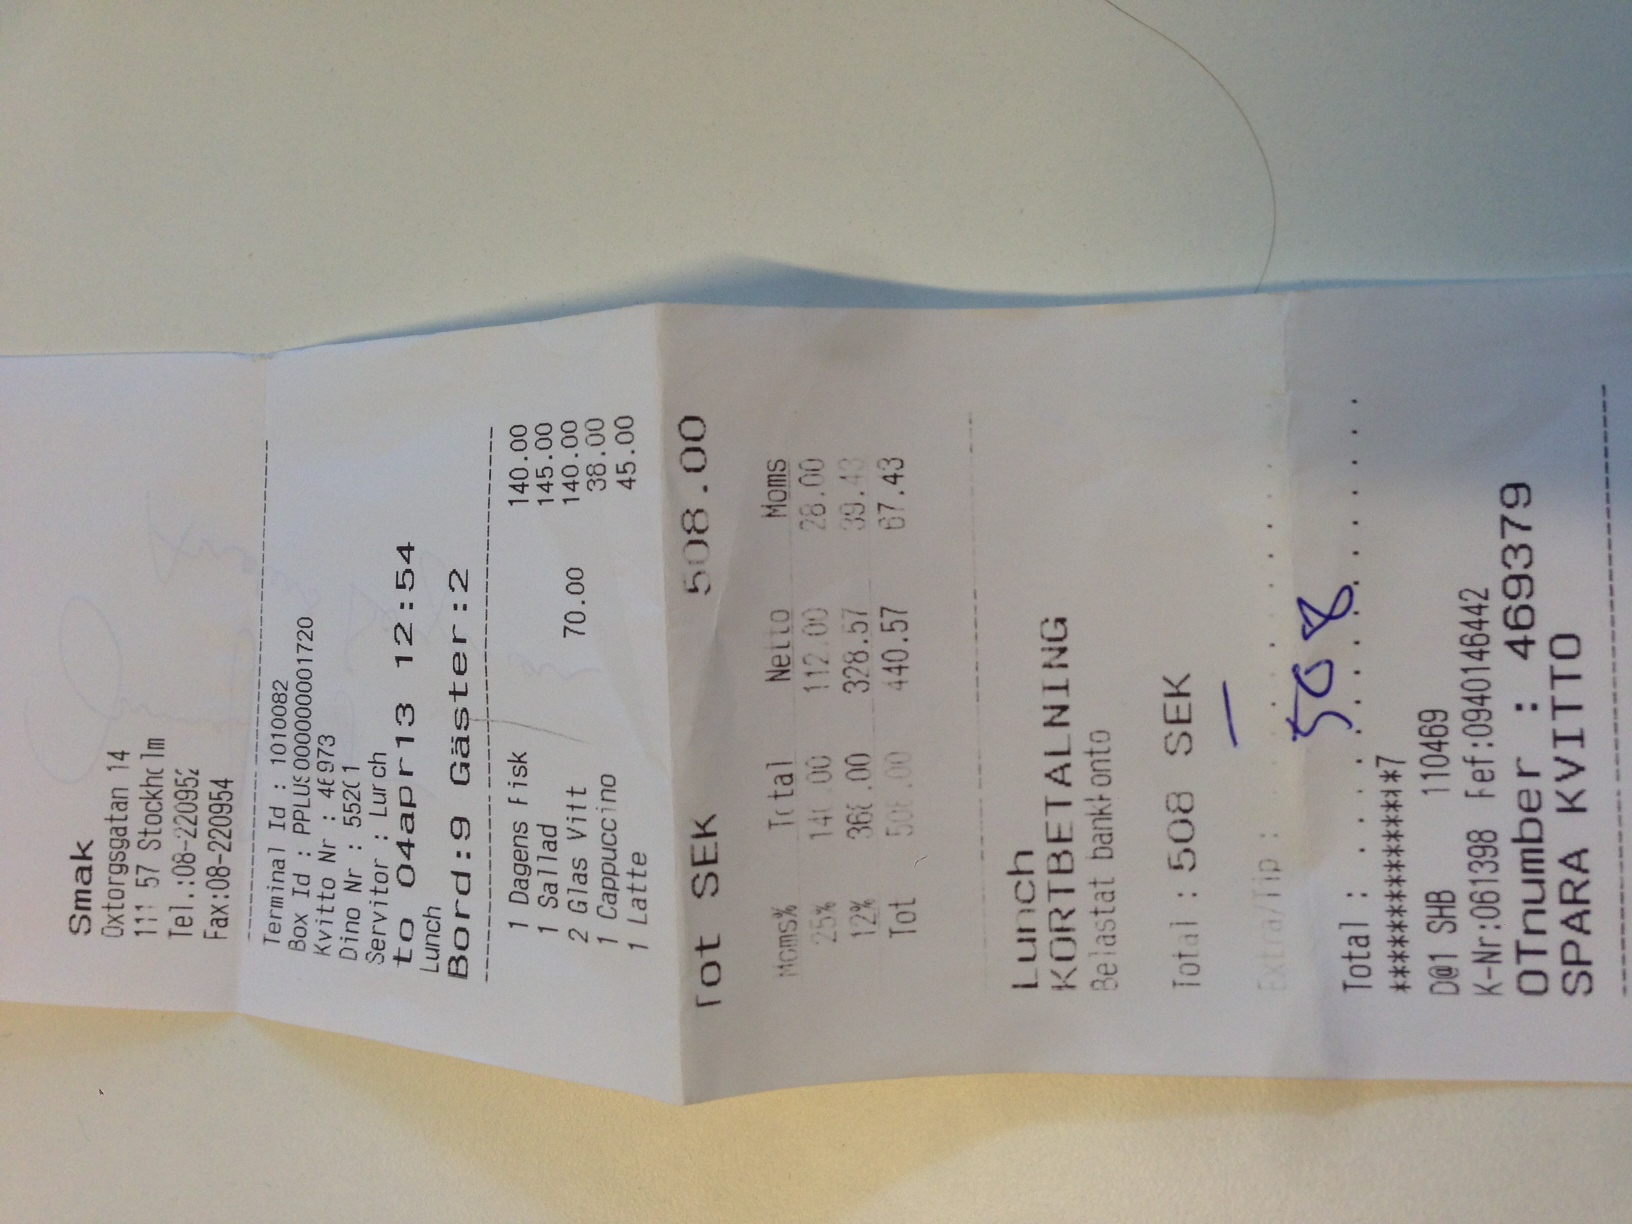 Smak
Oxtorgsgatan 14
111 57 Stockholm
Tel.:08-220952
Fax:08-220954
Terminal Id : 1010082
Box Id : PPLUS000000001720
Kvitto Nr : 46973
Dino Nr : 55201
Servitor : Lunch
to 04apr13 12:54
Lunch
Bord:9 Gäster:2
1 Dagens Fisk 140.00
1 Sallad 145.00
2 Glas Vitt 70.00 140.00
1 Cappuccino 38.00
1 Latte 45.00
Tot SEK 508.00
Moms% Total Netto Moms
25% 140.00 112.00 28.00
12% 368.00 328.57 39.43
Tot 508.00 440.57 67.43
Lunch
KORTBETALNING
Belastat bankkonto
Total : 508 SEK
Extra/Tip : . . . . . . . . . .
508
Total : . . . . . . . . . . . . . . . .
***************7
D@1 SHB 110469
K-Nr:061398 Ref:0940146442
OTnumber : 469379
SPARA KVITTO